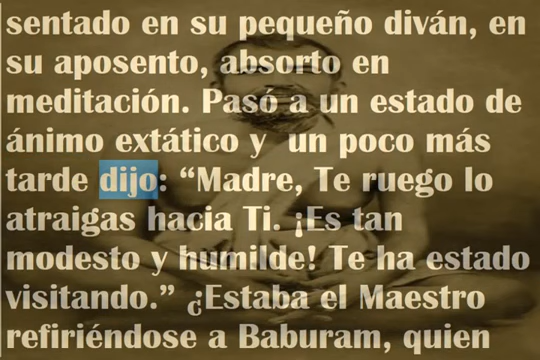 sentado en su pequeño diván, en
su aposento, absorto en
meditación. Pasó a un estado de
ánimo extático y  un poco más
tarde dijo: “Madre, Te ruego lo
atraigas hacia Ti. ¡Es tan
modesto y humilde! Te ha estado
visitando.” ¿Estaba el Maestro
refiriéndose a Baburam, quien